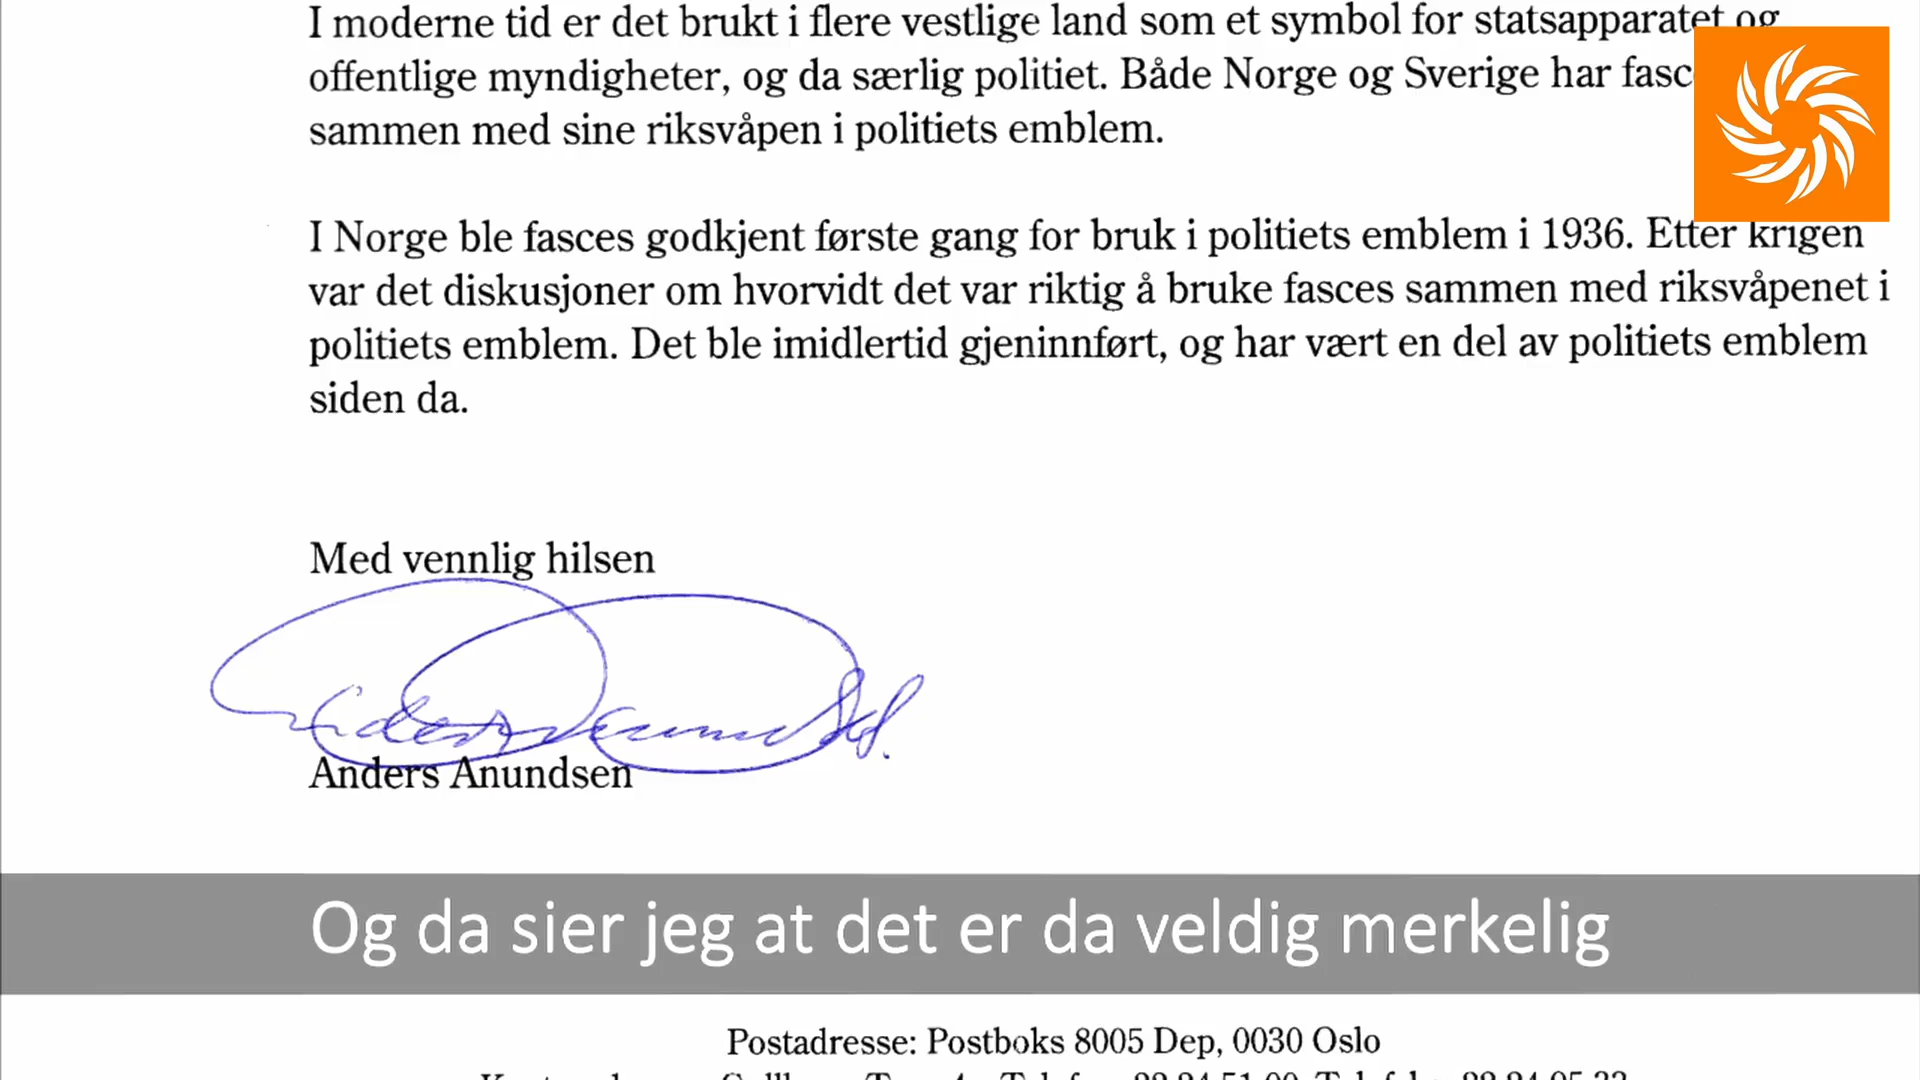 I moderne tid er det brukt i flere vestlige land som et symbol for statsapparatet og
offentlige myndigheter, og da særlig politiet. Både Norge og Sverige har
sammen med sine riksvåpen i politiets emblem.
I Norge ble fasces godkjent første gang for bruk i politiets emblem i 1936. Etter krigen
var det diskusjoner om hvorvidt det var riktig å bruke fasces sammen med riksvåpenet i
politiets emblem. Det ble imidlertid gjeninnført, og har vært en del av politiets emblem
siden da.
Med vennlig hilsen
Anders Anundsen
Og da sier jeg at det er da veldig merkelig
Postadresse: Postboks 8005 Dep, 0030 Oslo